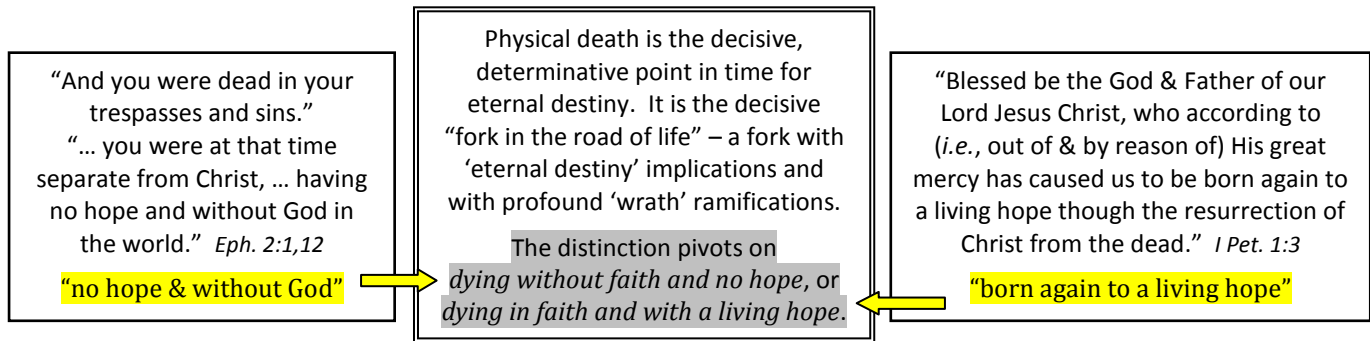 “And you were dead in your
trespasses and sins.”
“… you were at that time
separate from Christ, … having
no hope and without God in
the world.” Eph. 2:1,12
“no hope & without God”
Physical death is the decisive,
determinative point in time for
eternal destiny. It is the decisive
“fork in the road of life” – a fork with
‘eternal destiny’ implications and
with profound ‘wrath’ ramifications.
The distinction pivots on
dying without faith and no hope, or
dying in faith and with a living hope.
“Blessed be the God & Father of our
Lord Jesus Christ, who according to
(i.e., out of & by reason of) His great
mercy has caused us to be born again to
a living hope though the resurrection of
Christ from the dead.” I Pet. 1:3
“born again to a living hope”